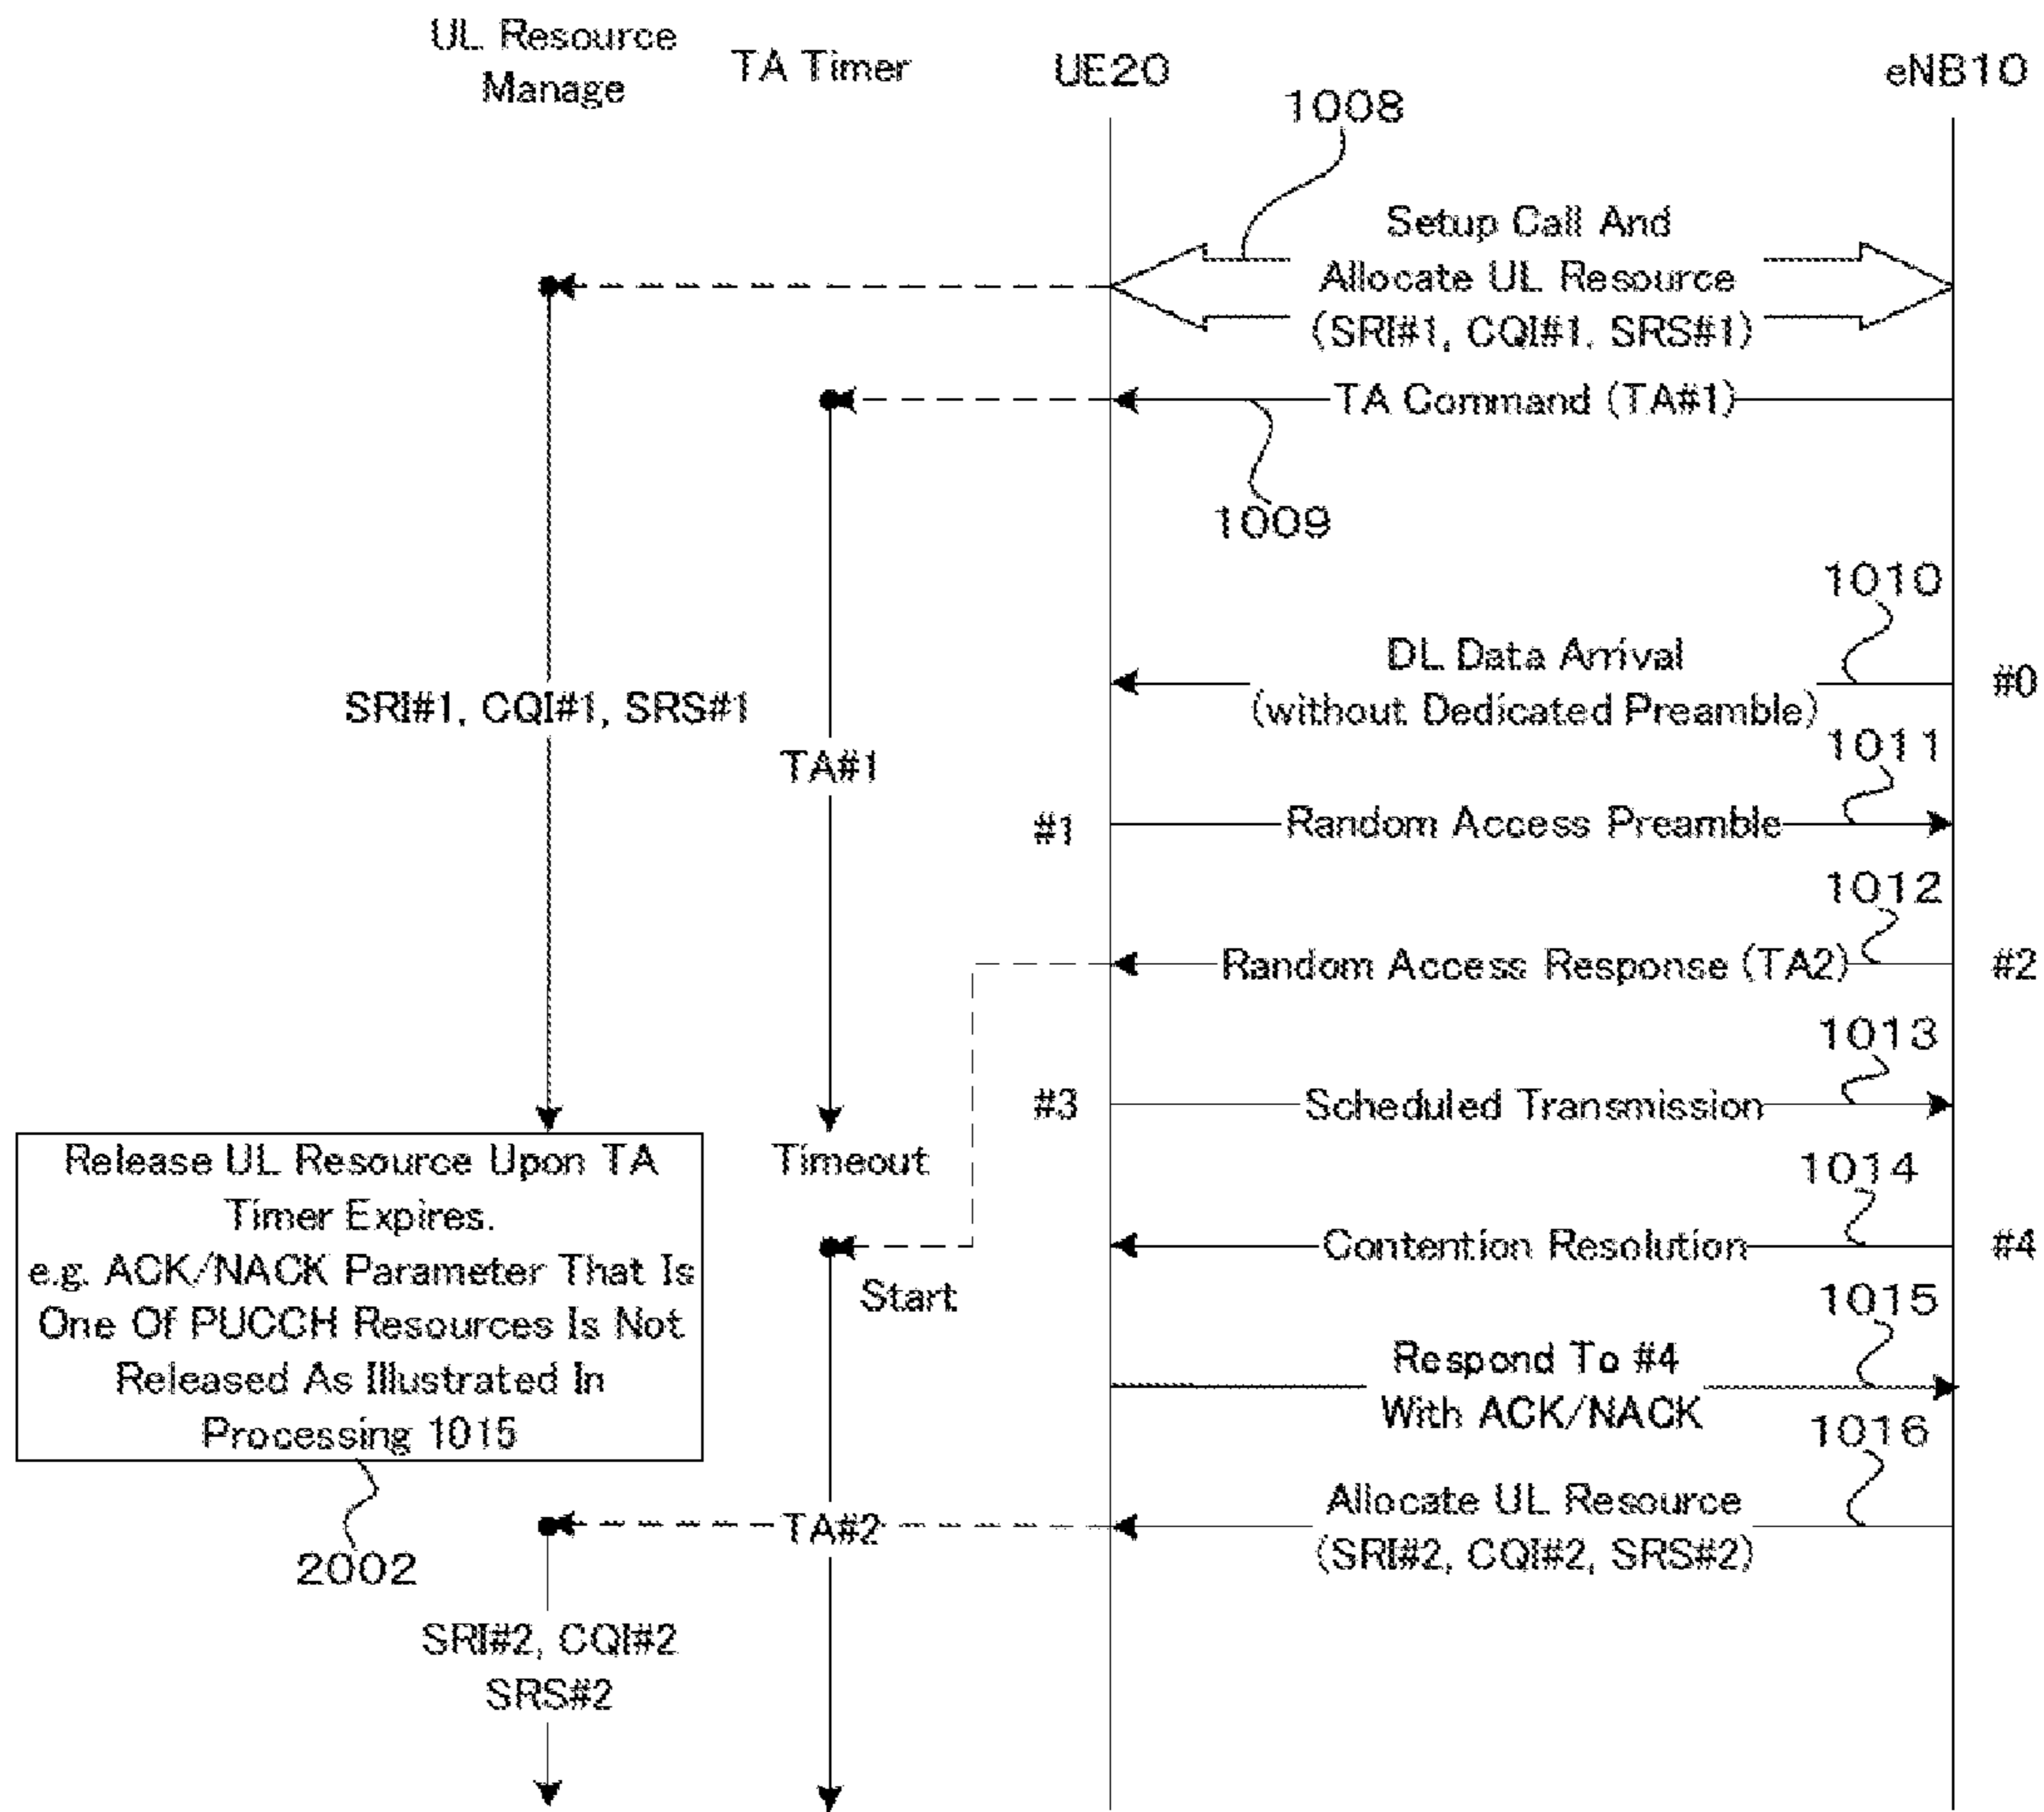 UL Resource
Manage
TA Timer
UE20
eNB10
1008
Setup Call And
Allocate UL Resource
(SRI#1, CQI#1, SRS#1)
TA Command (TA#1)
1009
1010
DL Data Arrival
(without Dedicated Preamble)
#0
SRI#1, CQI#1, SRS#1
TA#1
1011
#1
Random Access Preamble
1012
Random Access Response (TA2)
#2
1013
#3
Scheduled Transmission
Timeout
1014
Contention Resolution
#4
Start
Release UL Resource Upon TA
Timer Expires.
e.g. ACK/NACK Parameter That Is
One Of PUCCH Resources Is Not
Released As Illustrated In
Processing 1015
1015
Respond To #4
With ACK/NACK
1016
Allocate UL Resource
(SRI#2, CQI#2, SRS#2)
TA#2
2002
SRI#2, CQI#2
SRS#2